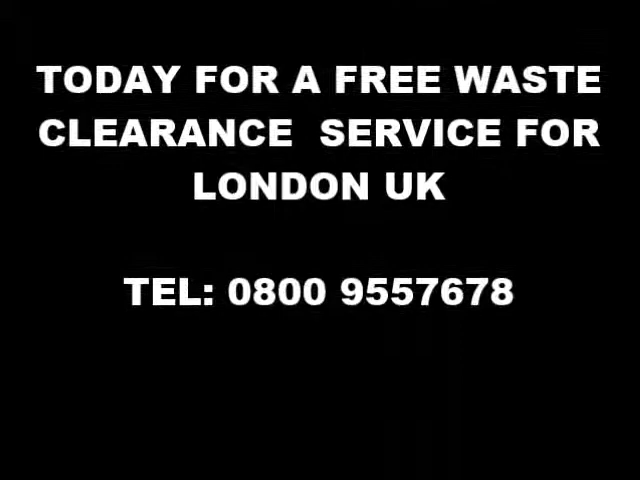 TODAY FOR A FREE WASTE
CLEARANCE  SERVICE FOR
LONDON UK
TEL: 0800 9557678